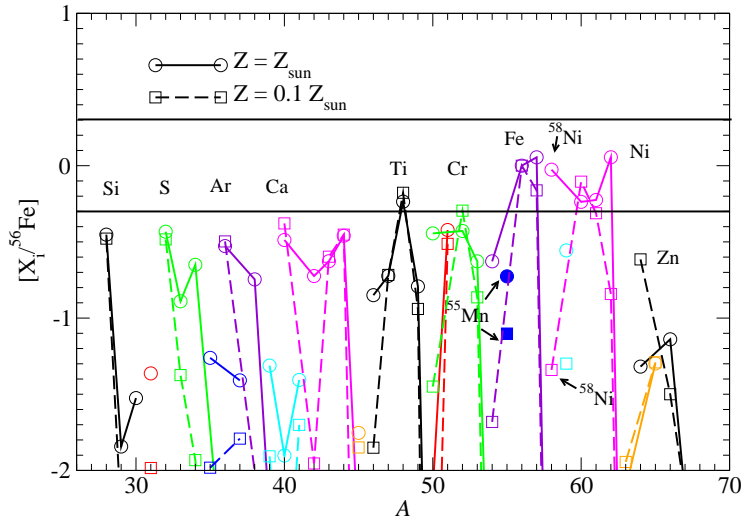 1
0
-1
-2
[Xᵢ/⁵⁶Fe]
Z = Z_sun
Z = 0.1 Z_sun
Si
S
Ar
Ca
Ti
Cr
Fe
⁵⁸Ni
Ni
⁵⁵Mn
⁵⁸Ni
Zn
30 40 50 60 70
A